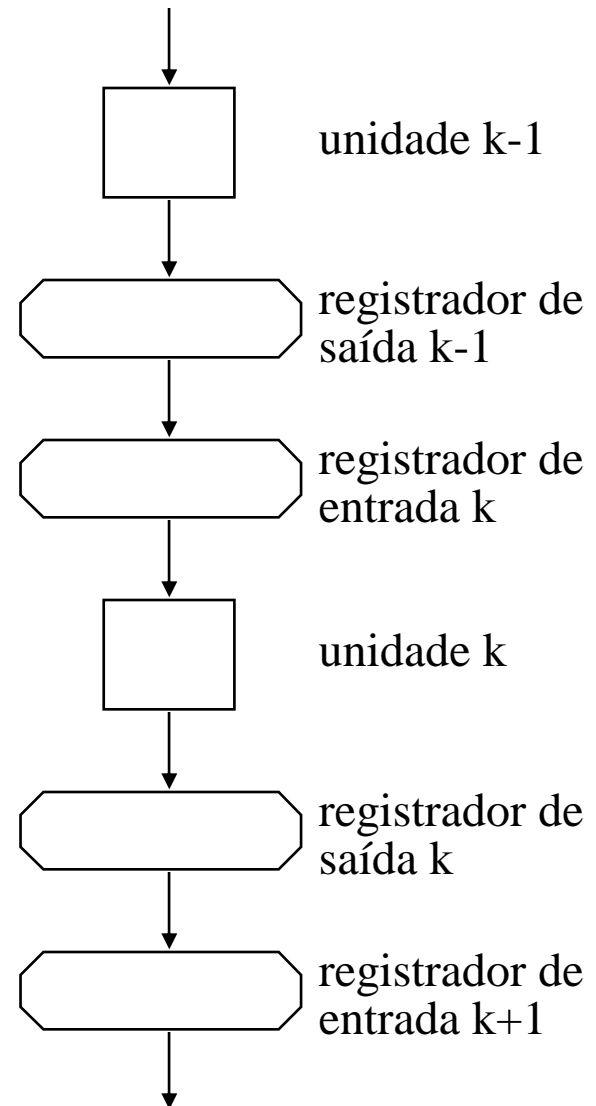 unidade k-1
registrador de
saída k-1
registrador de
entrada k
unidade k
registrador de
saída k
registrador de
entrada k+1